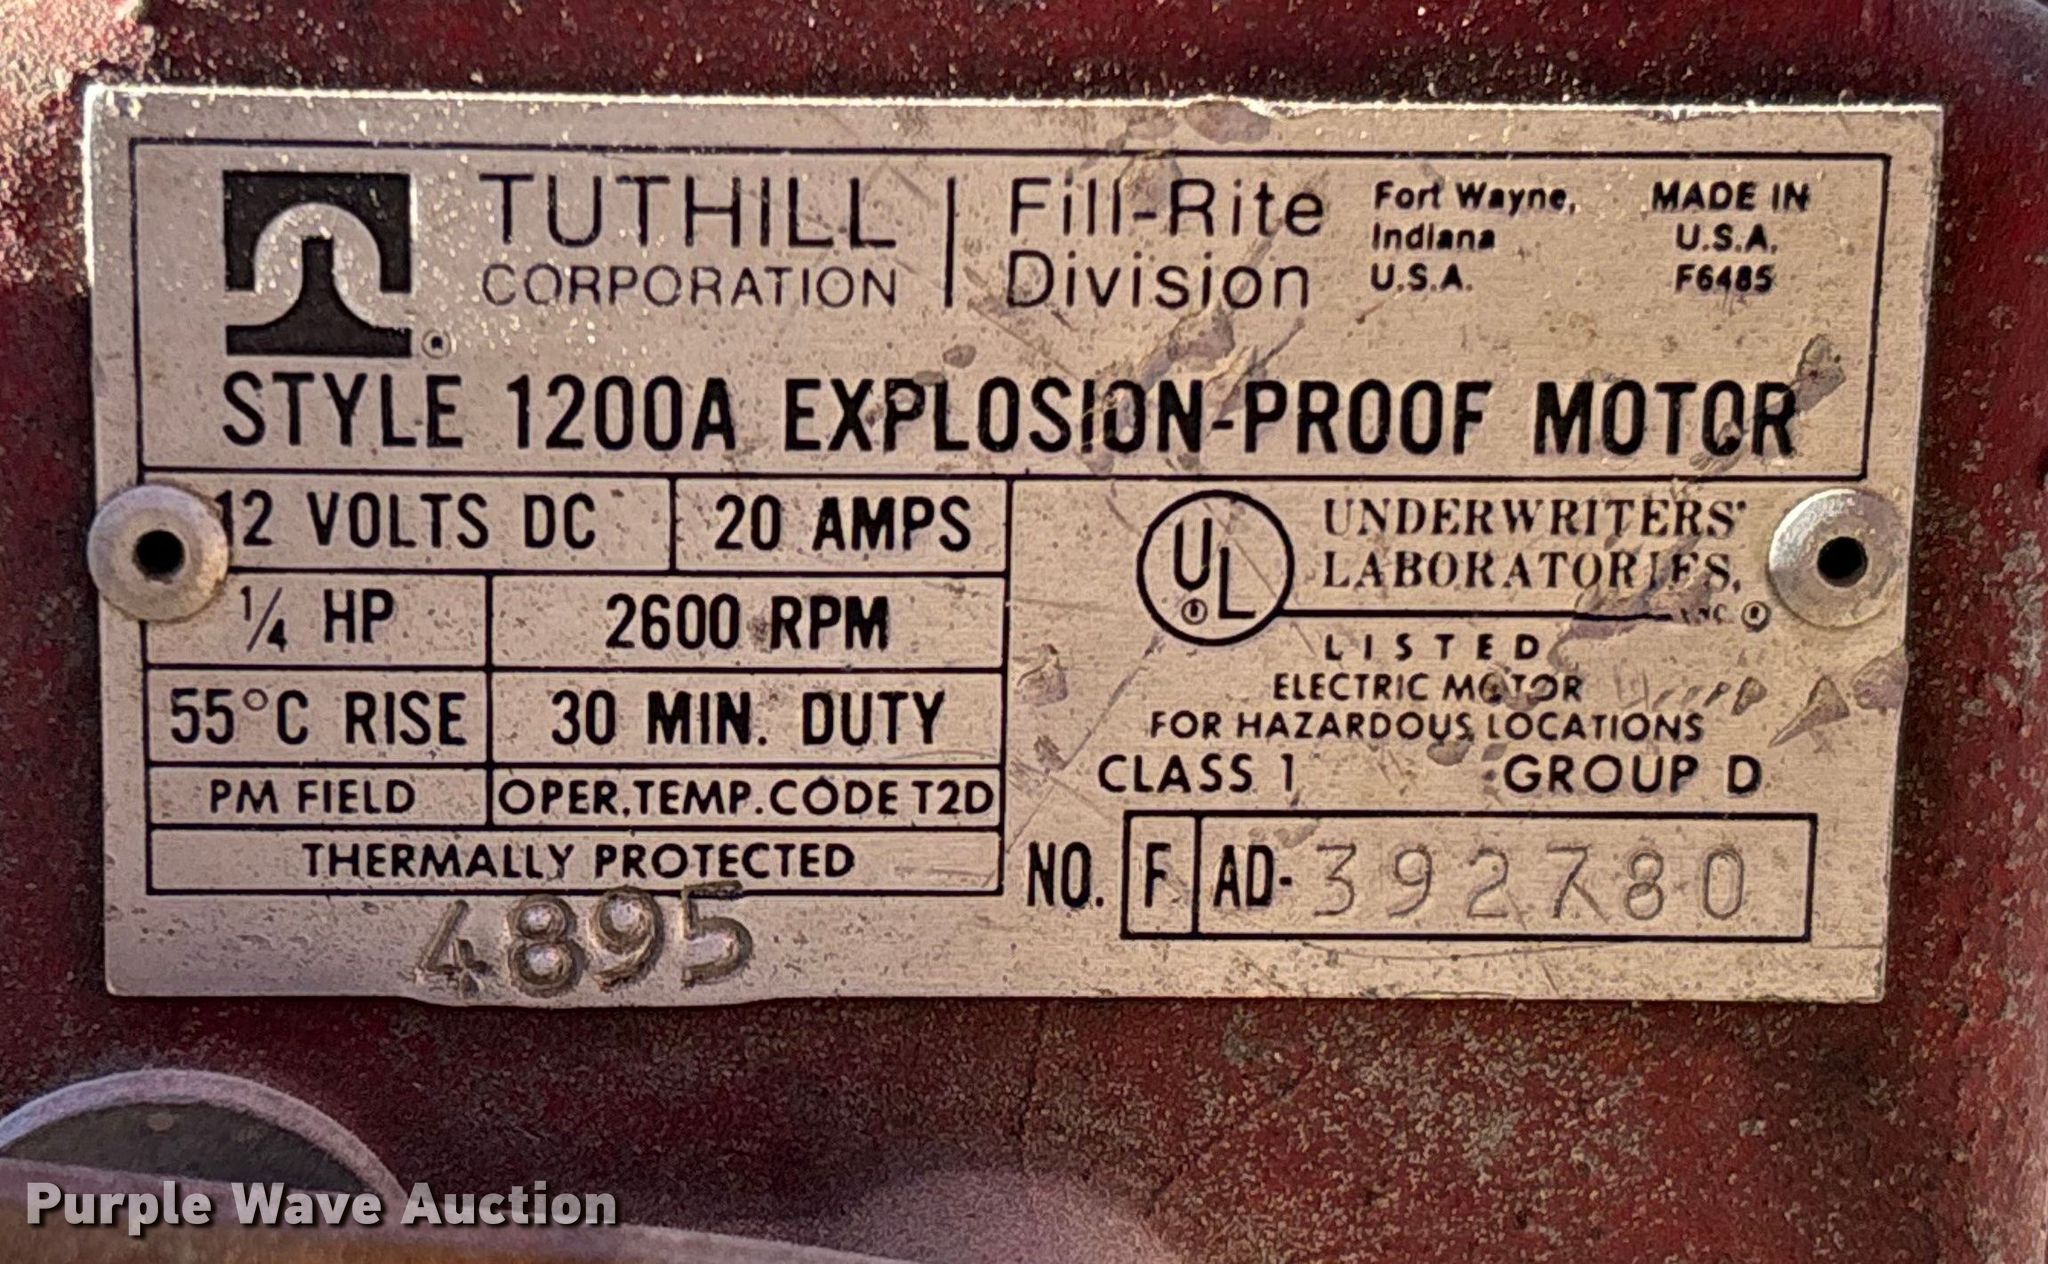 TUTHILL CORPORATION
Fill-Rite Division
Fort Wayne, Indiana U.S.A.
MADE IN U.S.A. F6485
STYLE 1200A EXPLOSION-PROOF MOTOR
12 VOLTS DC 20 AMPS
1/4 HP 2600 RPM
55°C RISE 30 MIN. DUTY
PM FIELD OPER.TEMP.CODE T2D
THERMALLY PROTECTED
4895
UL ®
UNDERWRITERS'
LABORATORIES,
INC. ®
LISTED
ELECTRIC MOTOR
FOR HAZARDOUS LOCATIONS
CLASS 1 GROUP D
NO. F AD-392780
Purple Wave Auction